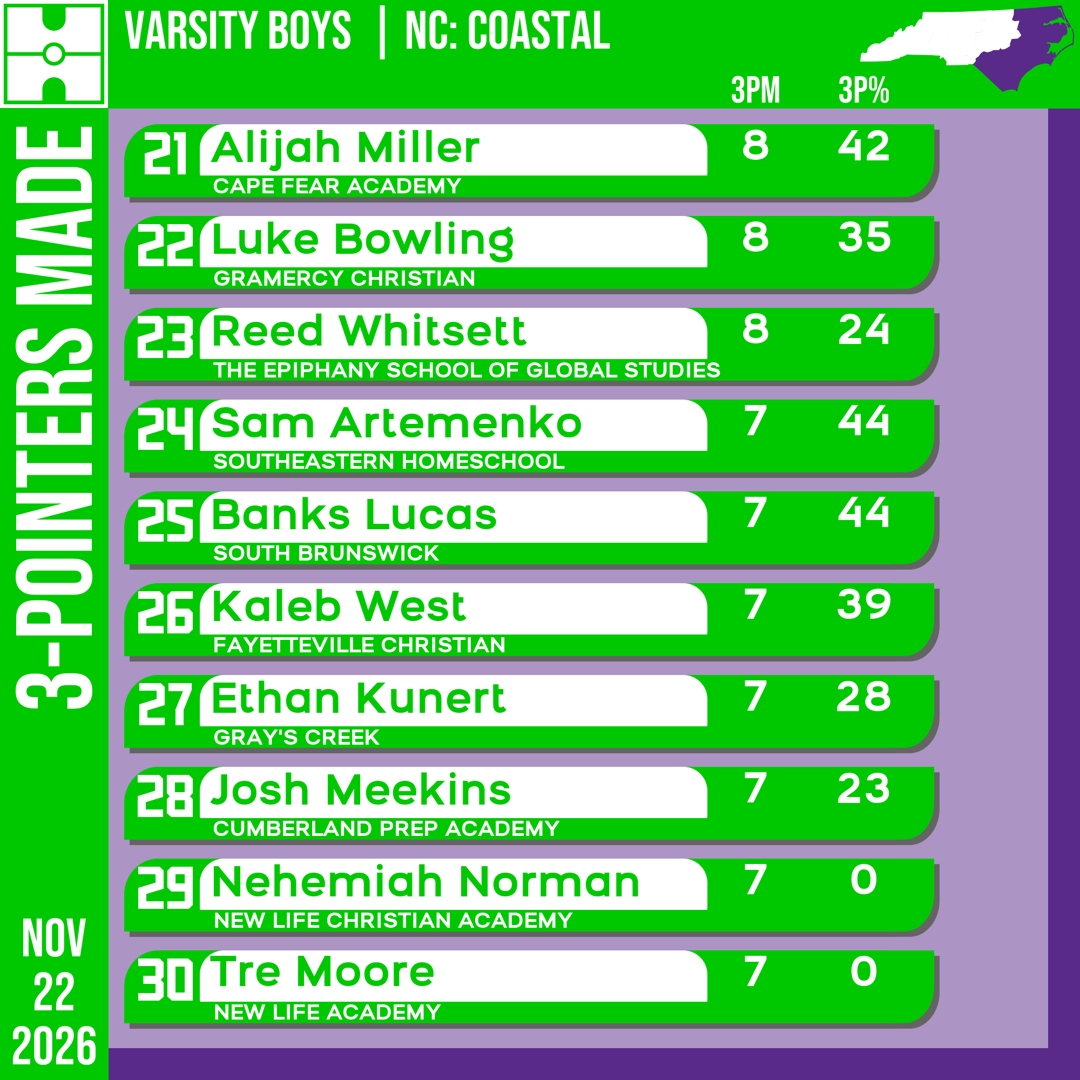 VARSITY BOYS | NC: COASTAL
3PM 3P%
3-POINTERS MADE
21 Alijah Miller 8 42
CAPE FEAR ACADEMY
22 Luke Bowling 8 35
GRAMERCY CHRISTIAN
23 Reed Whitsett 8 24
THE EPIPHANY SCHOOL OF GLOBAL STUDIES
24 Sam Artemenko 7 44
SOUTHEASTERN HOMESCHOOL
25 Banks Lucas 7 44
SOUTH BRUNSWICK
26 Kaleb West 7 39
FAYETTEVILLE CHRISTIAN
27 Ethan Kunert 7 28
GRAY'S CREEK
28 Josh Meekins 7 23
CUMBERLAND PREP ACADEMY
29 Nehemiah Norman 7 0
NEW LIFE CHRISTIAN ACADEMY
30 Tre Moore 7 0
NEW LIFE ACADEMY
NOV
22
2026